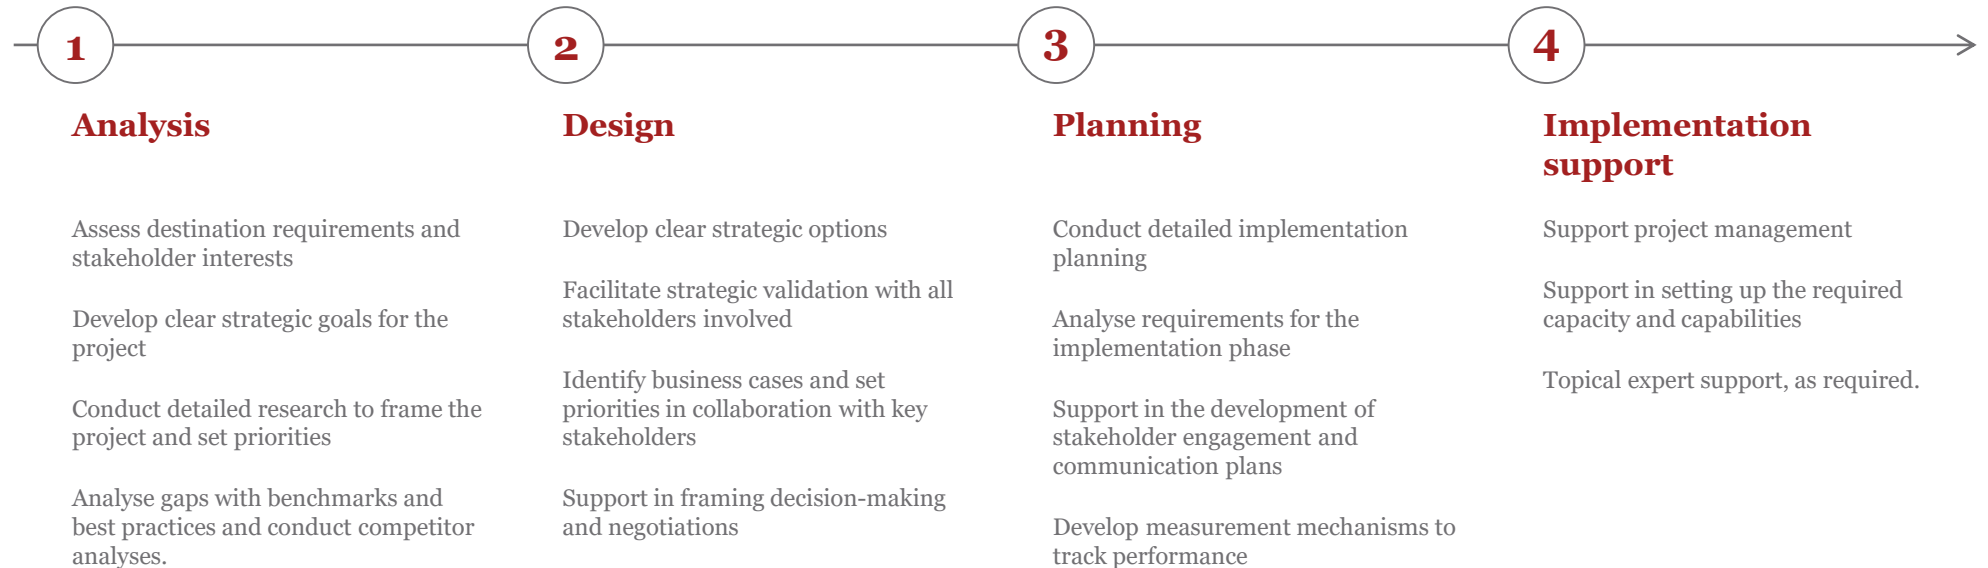 1
Analysis
Assess destination requirements and
stakeholder interests
Develop clear strategic goals for the
project
Conduct detailed research to frame the
project and set priorities
Analyse gaps with benchmarks and
best practices and conduct competitor
analyses.
2
Design
Develop clear strategic options
Facilitate strategic validation with all
stakeholders involved
Identify business cases and set
priorities in collaboration with key
stakeholders
Support in framing decision-making
and negotiations
3
Planning
Conduct detailed implementation
planning
Analyse requirements for the
implementation phase
Support in the development of
stakeholder engagement and
communication plans
Develop measurement mechanisms to
track performance
4
Implementation
support
Support project management
Support in setting up the required
capacity and capabilities
Topical expert support, as required.